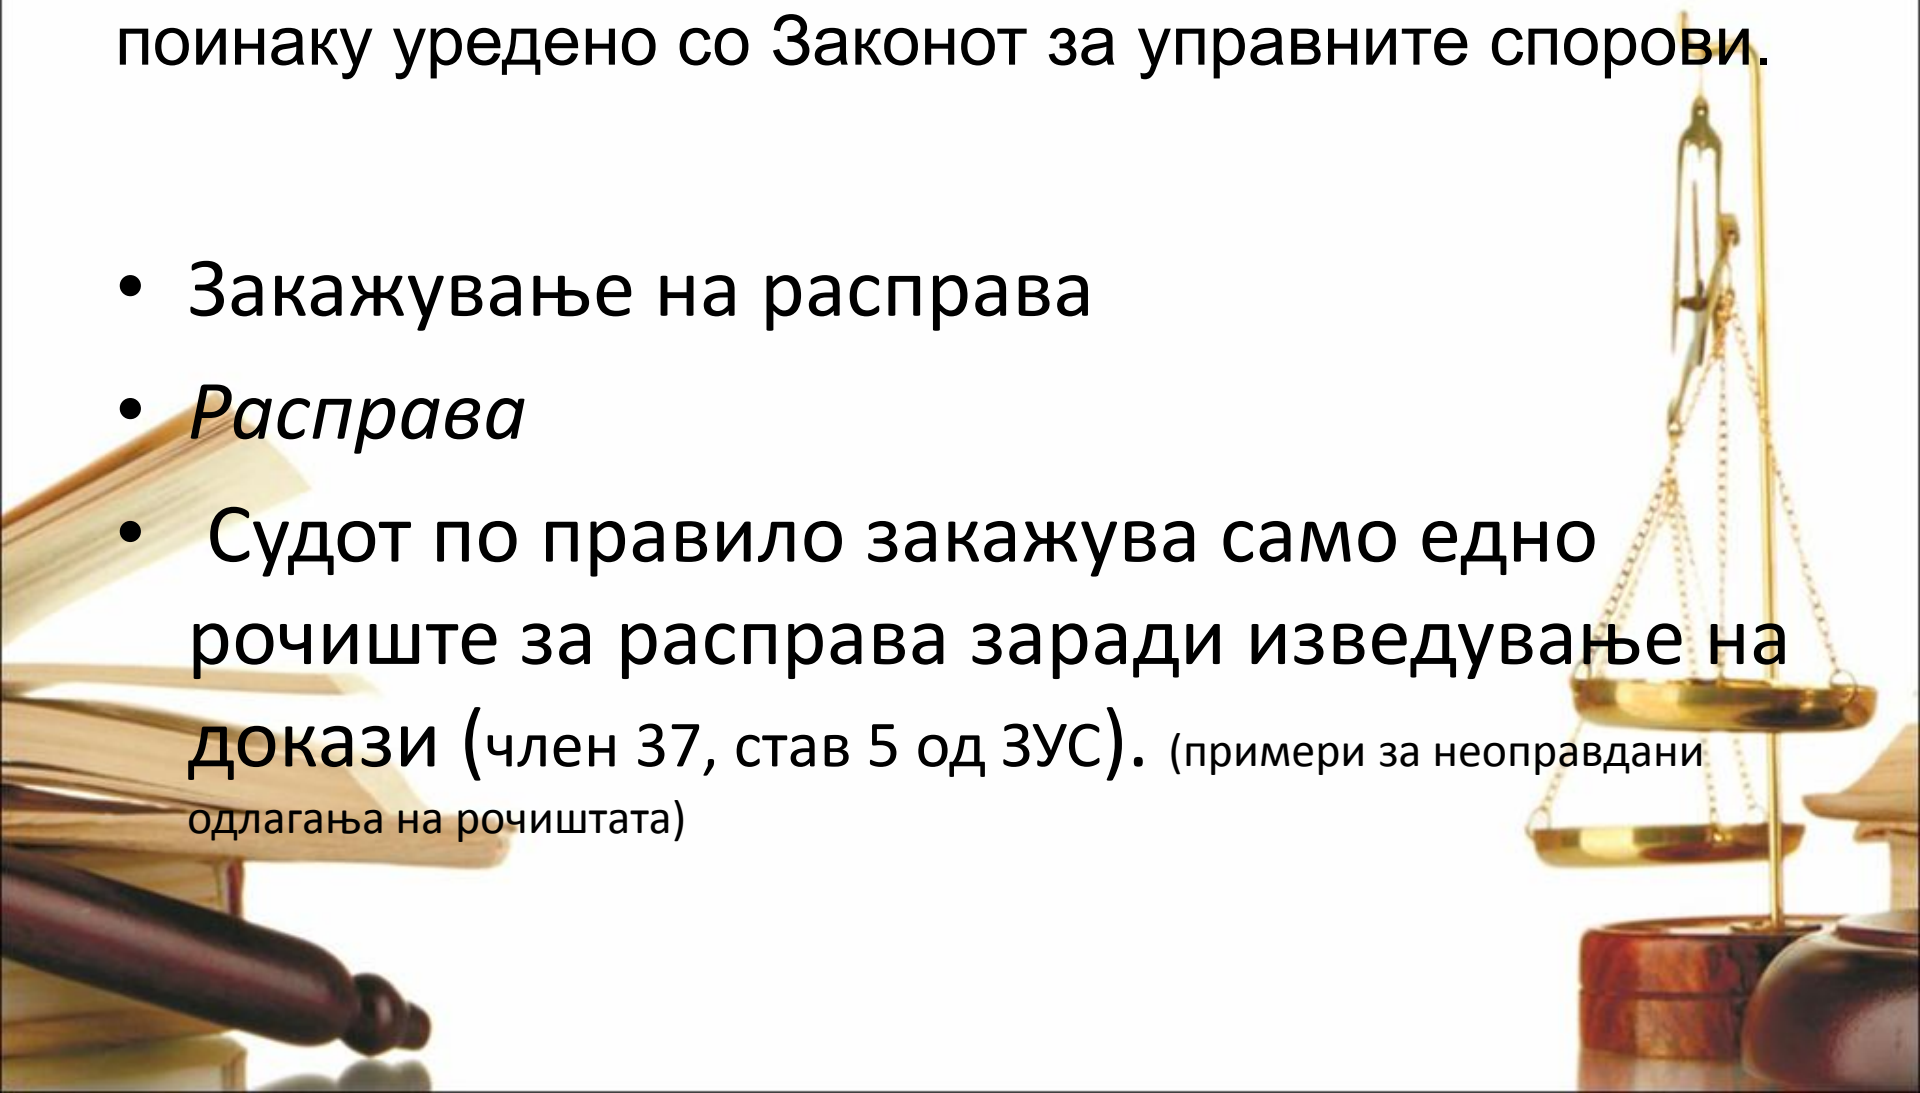 поинаку уредено со Законот за управните спорови.
• Закажување на расправа
• Расправа
• Судот по правило закажува само едно
рочиште за расправа заради изведување на
докази (член 37, став 5 од ЗУС). (примери за неоправдани
одлагања на рочиштата)